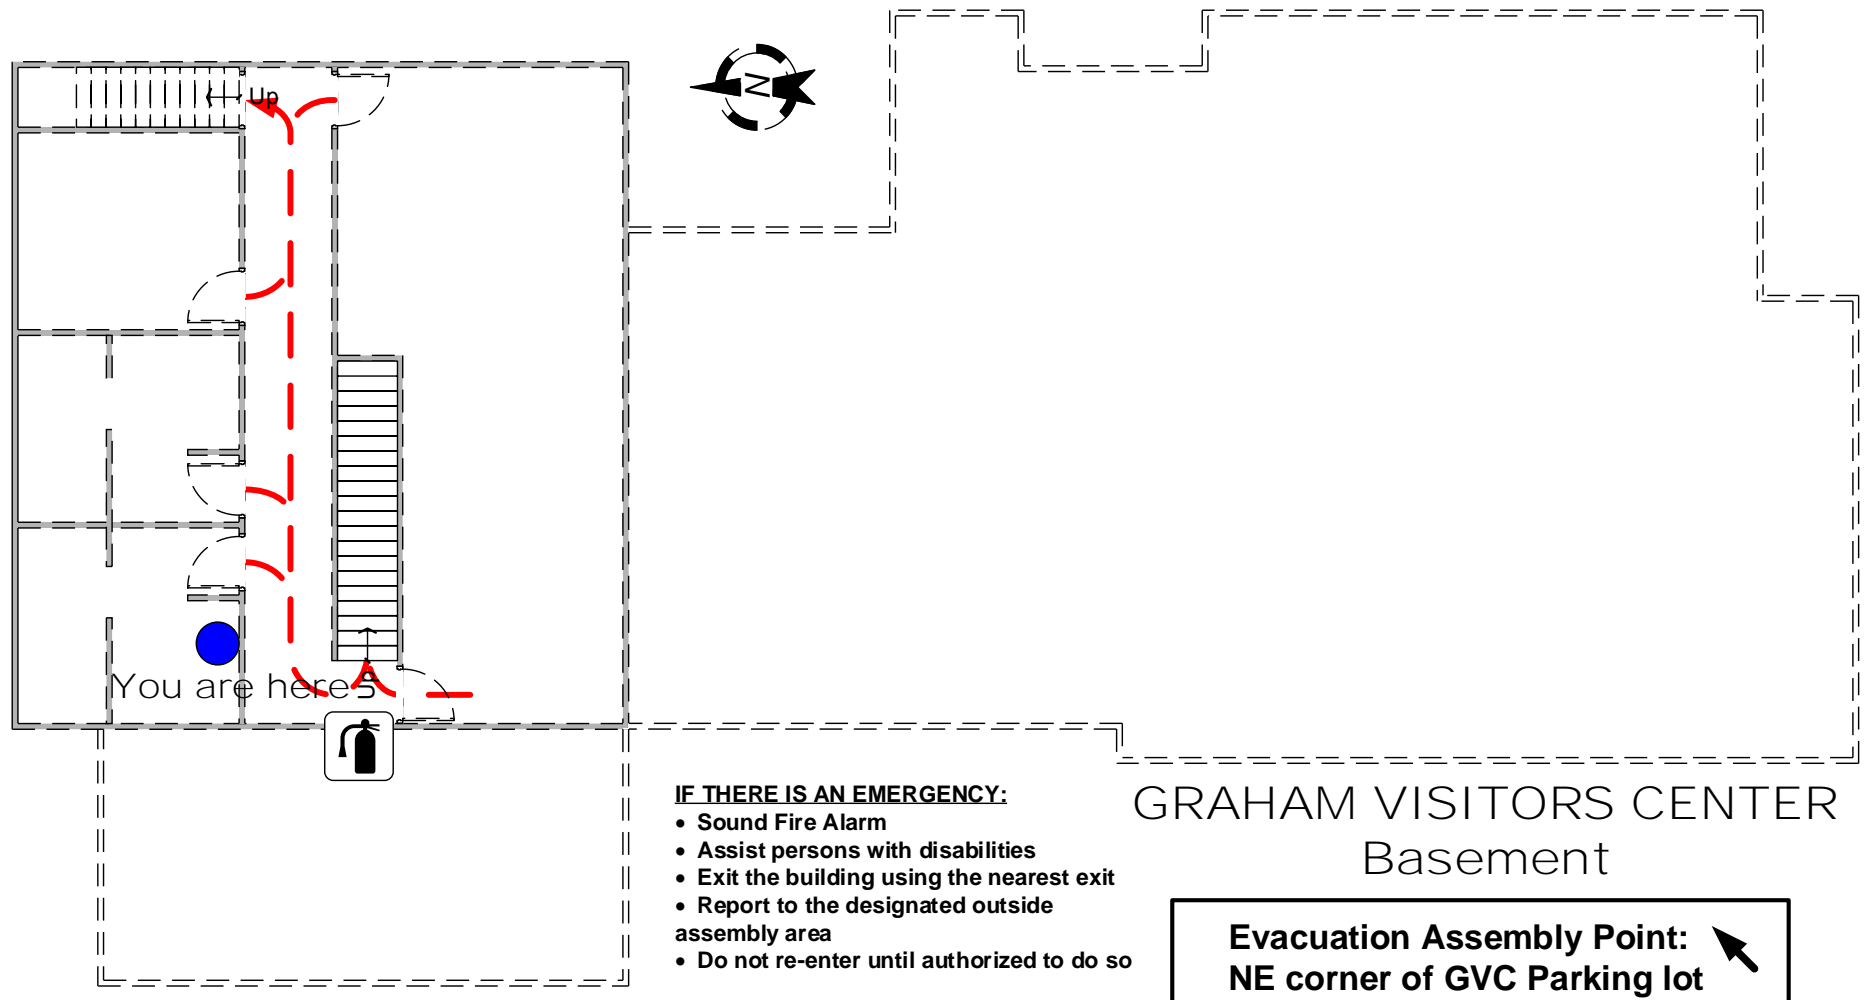 Up
N
You are here
IF THERE IS AN EMERGENCY:
• Sound Fire Alarm
• Assist persons with disabilities
• Exit the building using the nearest exit
• Report to the designated outside
assembly area
• Do not re-enter until authorized to do so
GRAHAM VISITORS CENTER
Basement
Evacuation Assembly Point:
NE corner of GVC Parking lot